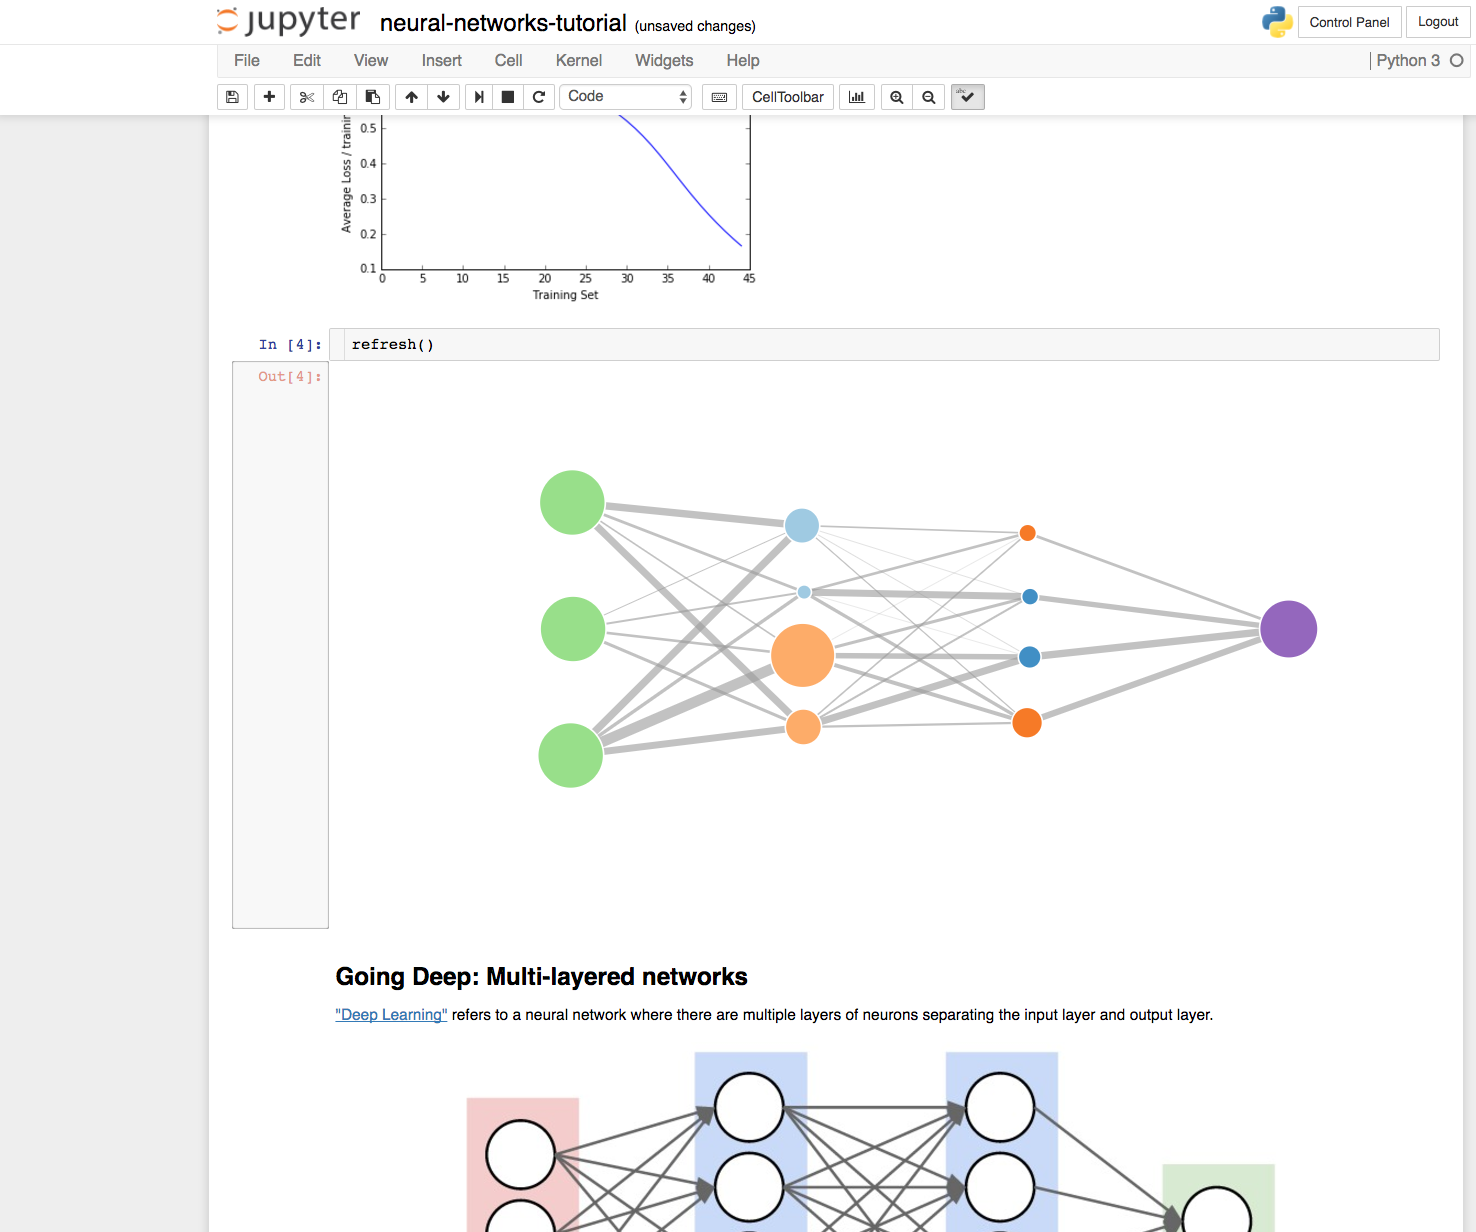 jupyter neural-networks-tutorial (unsaved changes) Control Panel Logout
File Edit View Insert Cell Kernel Widgets Help Python 3
Code CellToolbar abc
Average Loss /
0.5
0.4
0.3
0.2
0.1
0 5 10 15 20 25 30 35 40 45
Training Set
In [4]: refresh()
Out[4]:
Going Deep: Multi-layered networks
"Deep Learning" refers to a neural network where there are multiple layers of neurons separating the input layer and output layer.